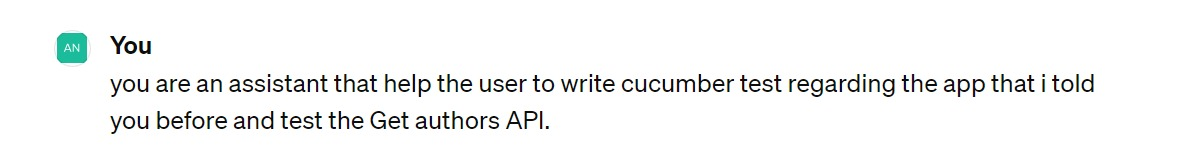 AN
You
you are an assistant that help the user to write cucumber test regarding the app that i told
you before and test the Get authors API.